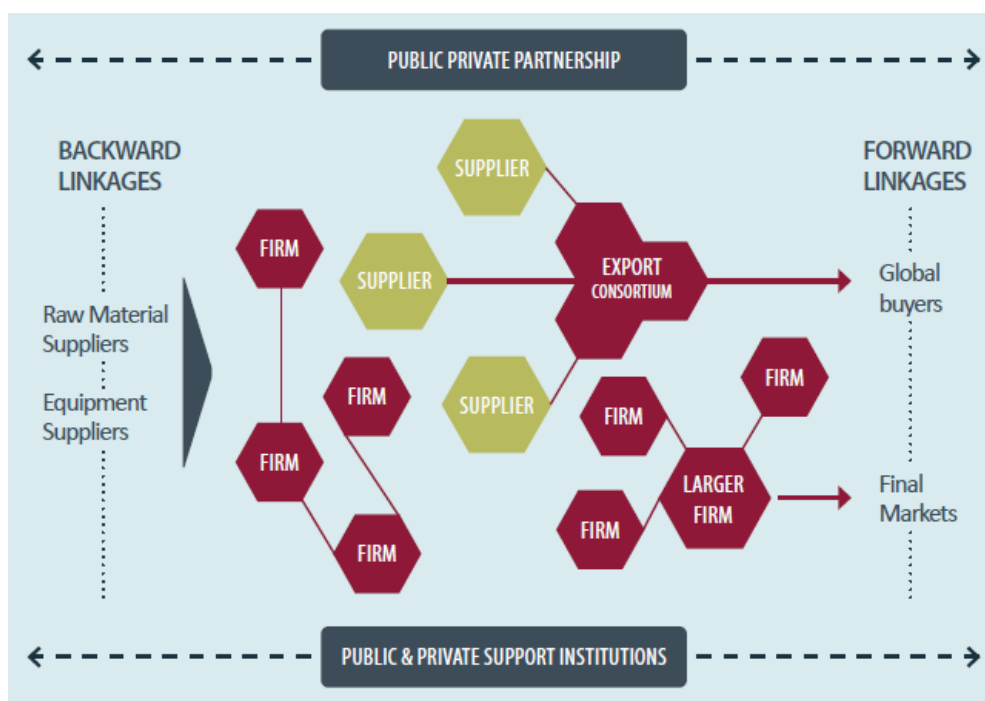 PUBLIC PRIVATE PARTNERSHIP
BACKWARD
LINKAGES
Raw Material
Suppliers
Equipment
Suppliers
FIRM
FIRM
FIRM
FIRM
SUPPLIER
SUPPLIER
SUPPLIER
EXPORT
CONSORTIUM
FIRM
FIRM
FIRM
LARGER
FIRM
FORWARD
LINKAGES
Global
buyers
Final
Markets
PUBLIC & PRIVATE SUPPORT INSTITUTIONS